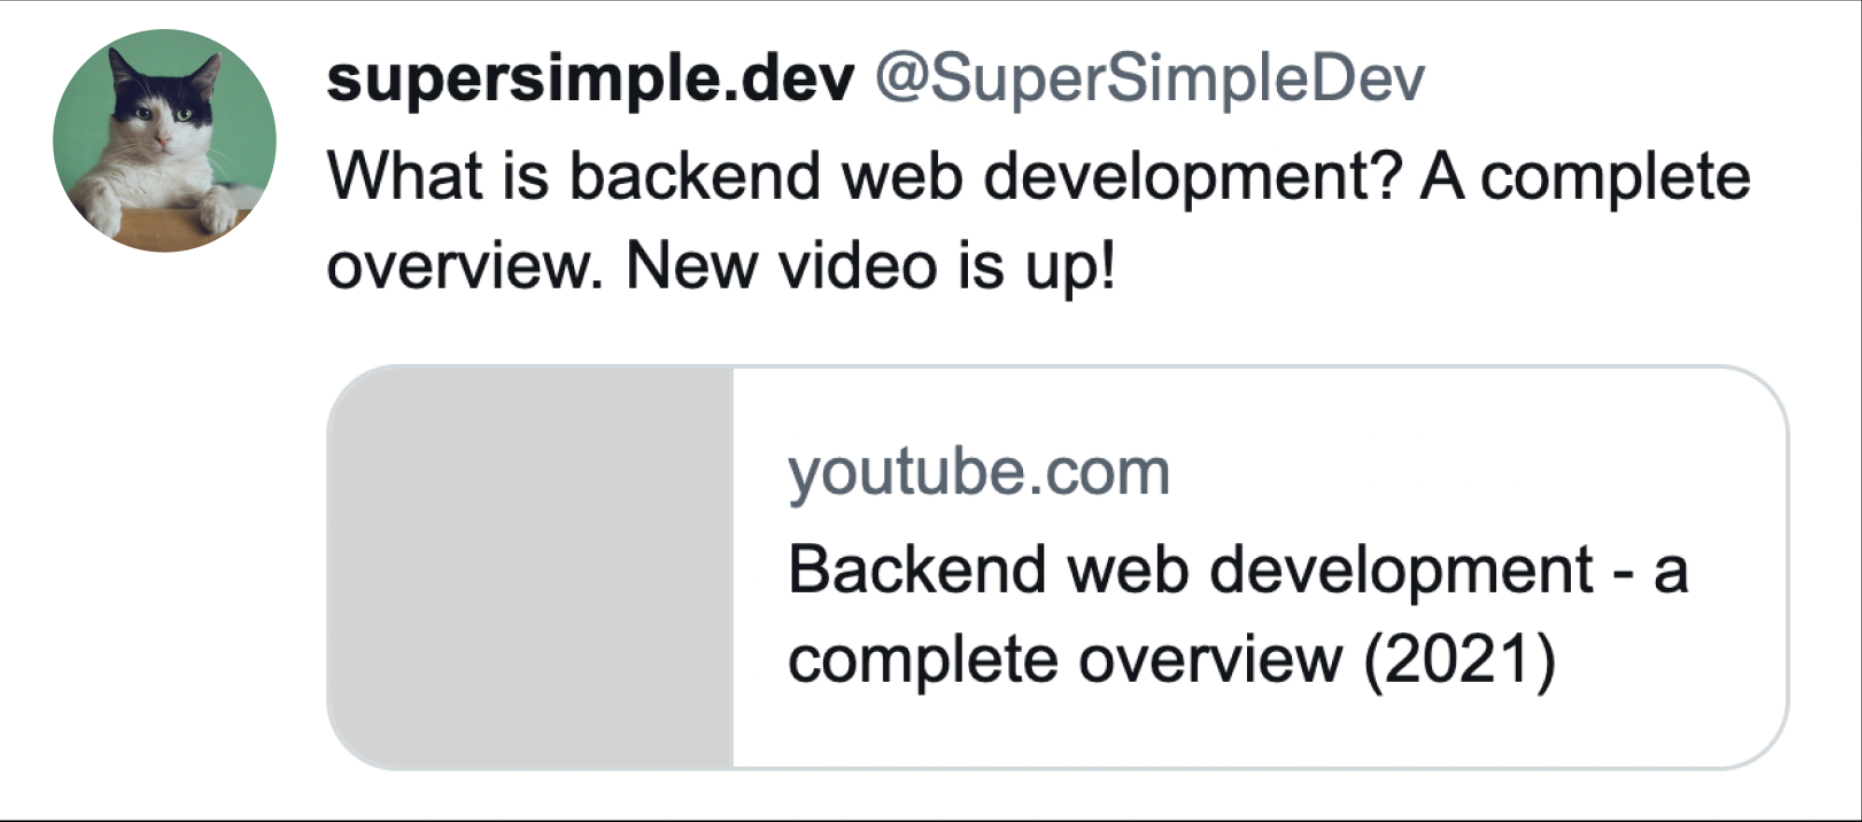 supersimple.dev @SuperSimpleDev
What is backend web development? A complete
overview. New video is up!
youtube.com
Backend web development - a
complete overview (2021)